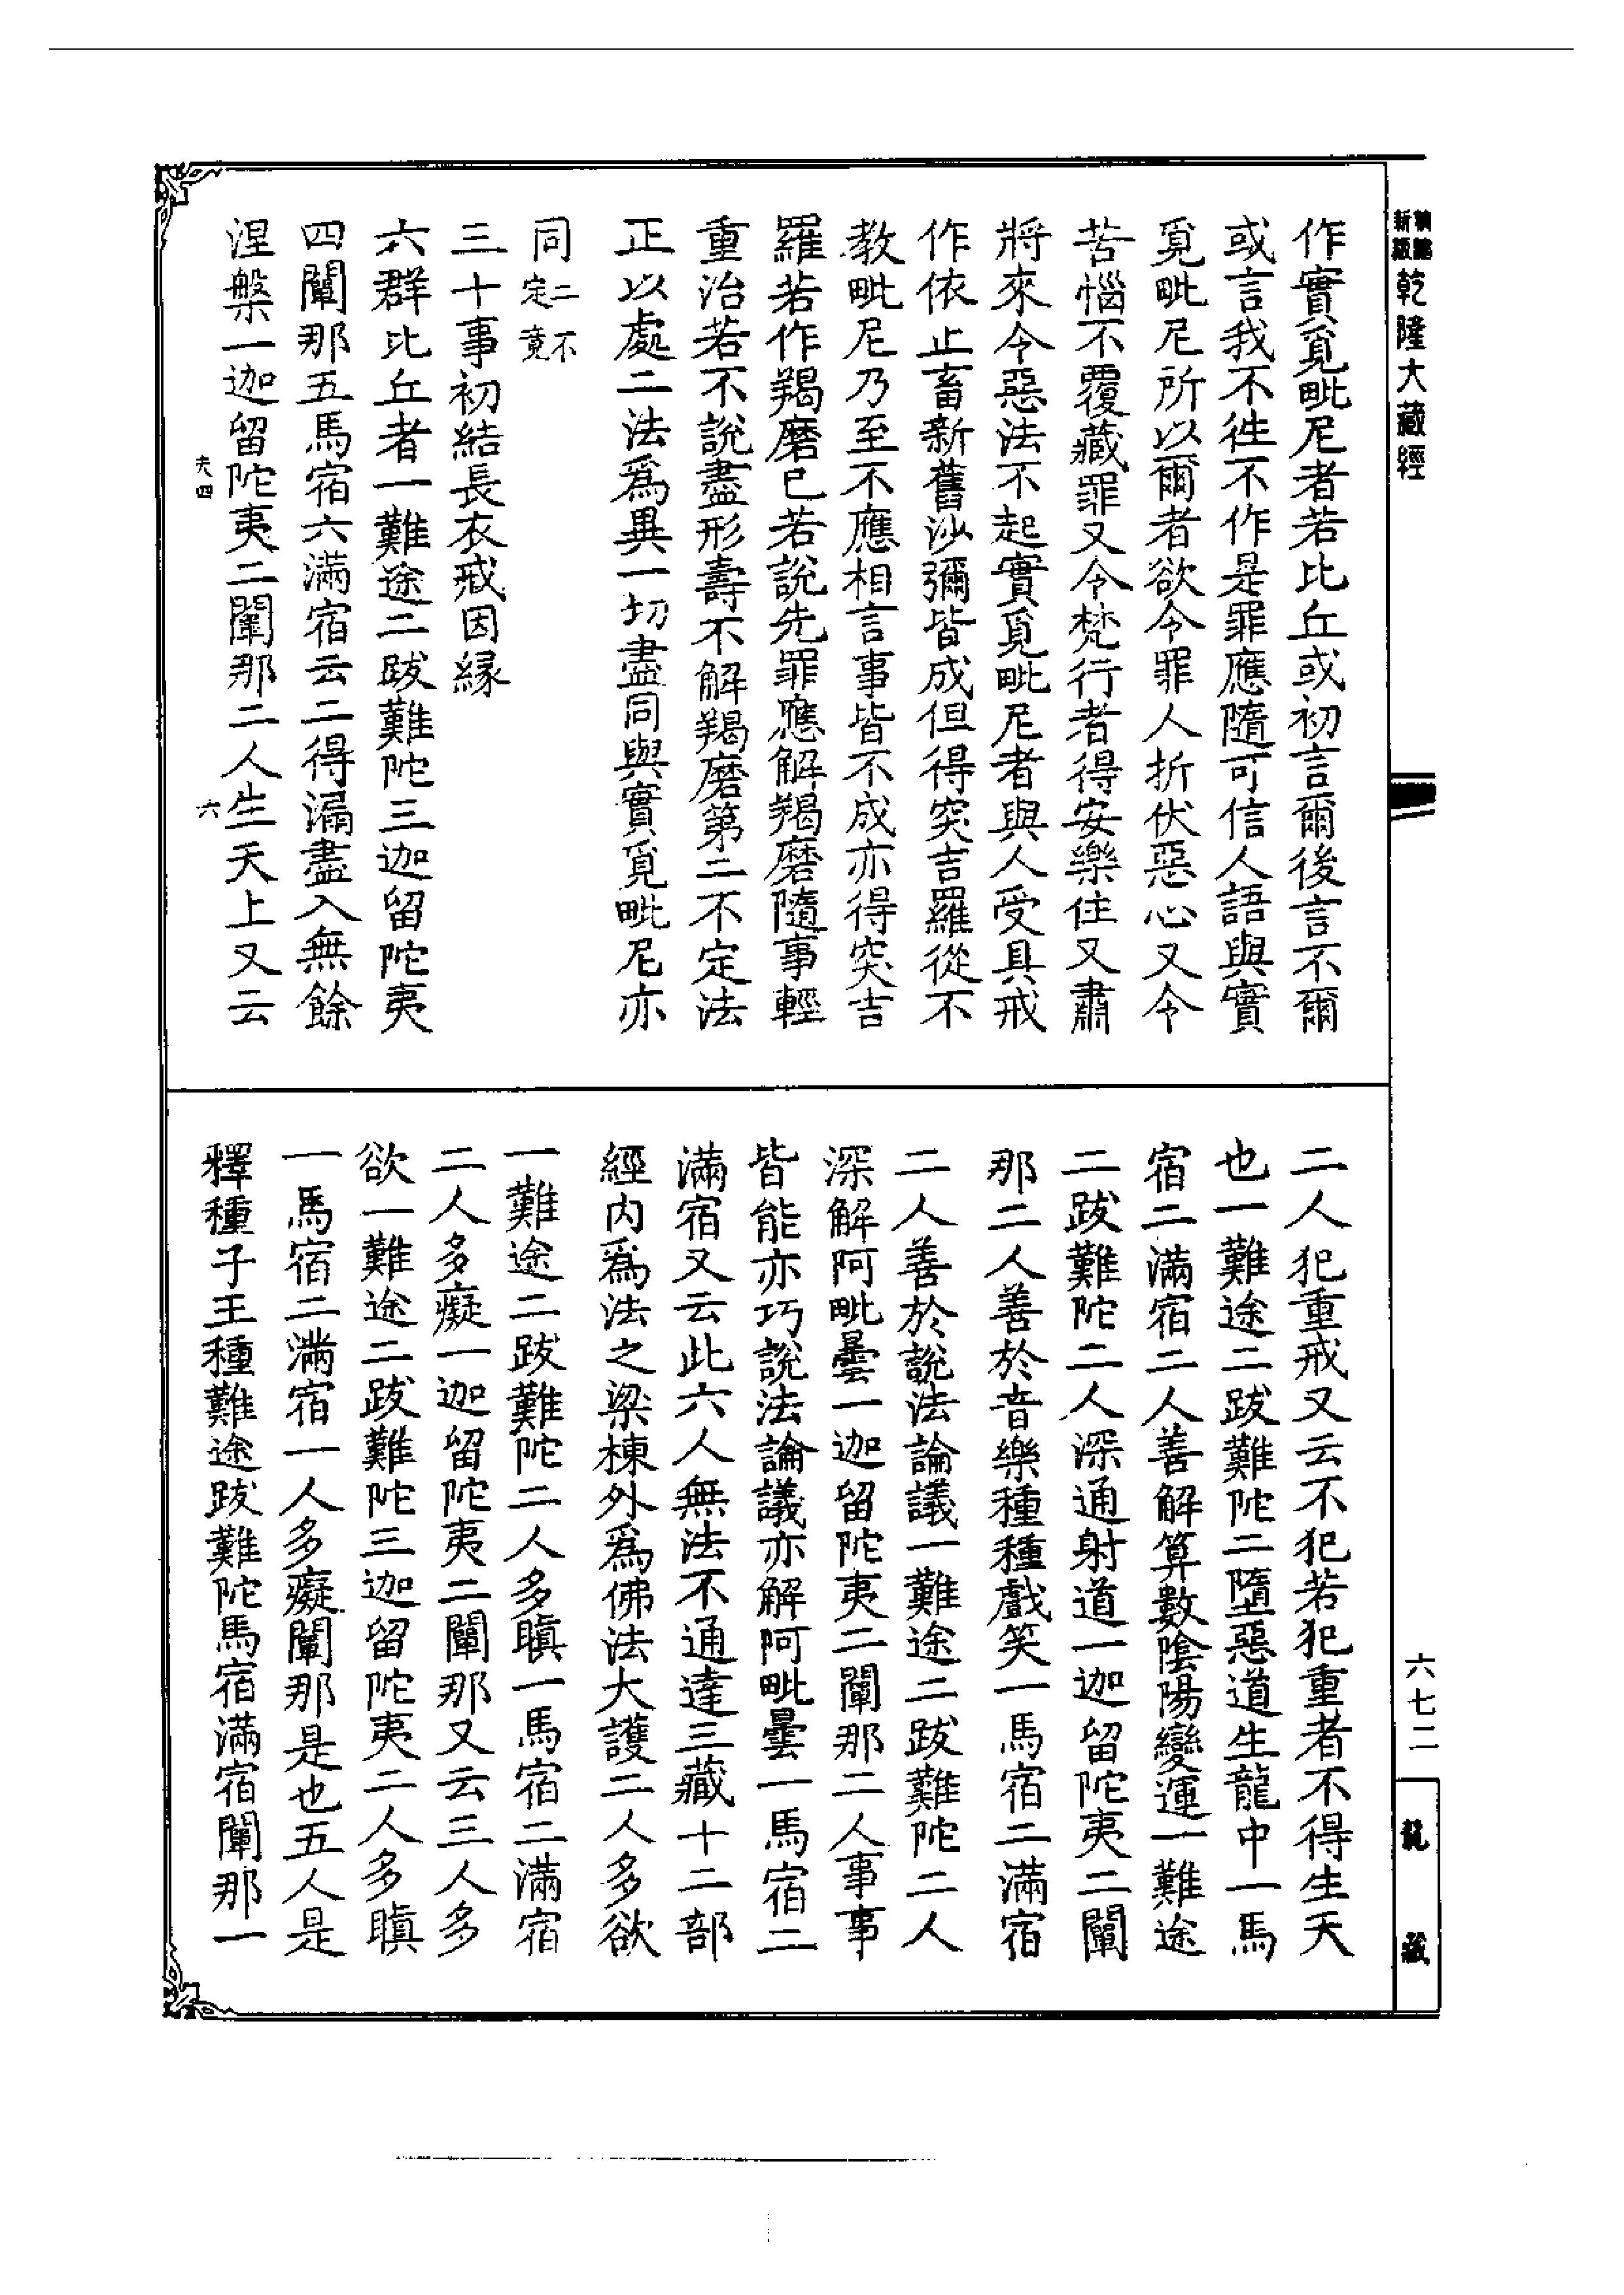 乾隆大藏經
作實覓毗尼者若比丘或初言爾後言不爾
或言我不徃不作是罪應隨可信人語與實
覓毗尼所以爾者欲令罪人折伏惡心又令
苦惱不覆藏罪又令梵行者得安樂住又肅
將來令惡法不起實覓毗尼者與人受具戒
作依止畜新舊沙彌皆成但得突吉羅從不
教毗尼乃至不應相言事皆不成亦得突吉
羅若作羯磨已若說先罪應解羯磨隨事輕
重治若不說盡形壽不解羯磨第二不定法
正以處二法爲異一切盡同與實覓毗尼亦
同二不定竟
三十事初結長衣戒因緣
六群比丘者一難途二跋難陀三迦留陀夷
四闡那五馬宿六滿宿云二得漏盡入無餘
涅槃一迦留陀夷二闡那二人生天上又云
夫四 六
二人犯重戒又云不犯若犯重者不得生天
也一難途二跋難陀二墮惡道生龍中一馬
宿二滿宿二人善解算數陰陽變運一難途
二跋難陀二人深通射道一迦留陀夷二闡
那二人善於音樂種種戲笑一馬宿二滿宿
二人善於說法論議一難途二跋難陀二人
深解阿毗曇一迦留陀夷二闡那二人事事
皆能亦巧說法論議亦解阿毗曇一馬宿二
滿宿又云此六人無法不通達三藏十二部
經內爲法之梁棟外爲佛法大護二人多欲
一難途二跋難陀二人多瞋一馬宿二滿宿
二人多癡一迦留陀夷二闡那又云三人多
欲一難途二跋難陀三迦留陀夷二人多瞋
一馬宿二滿宿一人多癡闡那是也五人是
釋種子王種難途跋難陀馬宿滿宿闡那一
六七二
龍藏